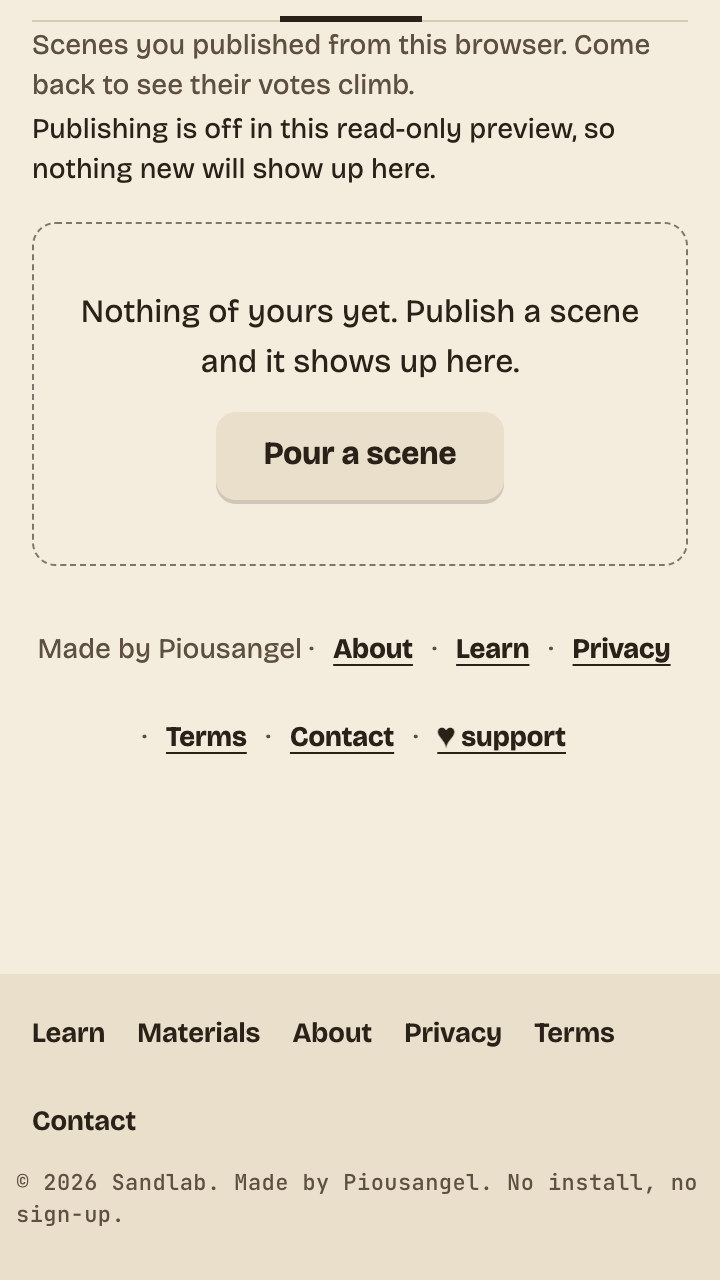 Scenes you published from this browser. Come
back to see their votes climb.
Publishing is off in this read-only preview, so
nothing new will show up here.
Nothing of yours yet. Publish a scene
and it shows up here.
Pour a scene
Made by Piousangel · About · Learn · Privacy
· Terms · Contact · ♥ support
Learn Materials About Privacy Terms
Contact
© 2026 Sandlab. Made by Piousangel. No install, no
sign-up.